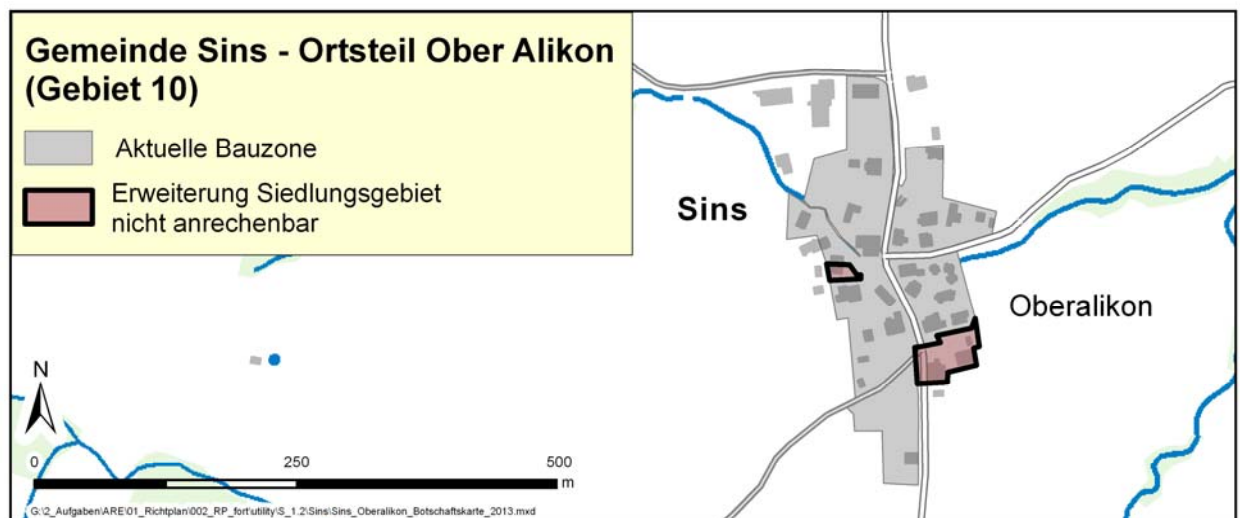 Gemeinde Sins - Ortsteil Ober Alikon
(Gebiet 10)
Aktuelle Bauzone
Erweiterung Siedlungsgebiet
nicht anrechenbar
Sins
Oberalikon
N
0 250 500
m
G:\2_Aufgaben\ARE\01_Richtplan\002_RP_fort\utility\S_1.2\Sins\Sins_Oberalikon_Botschaftskarte_2013.mxd